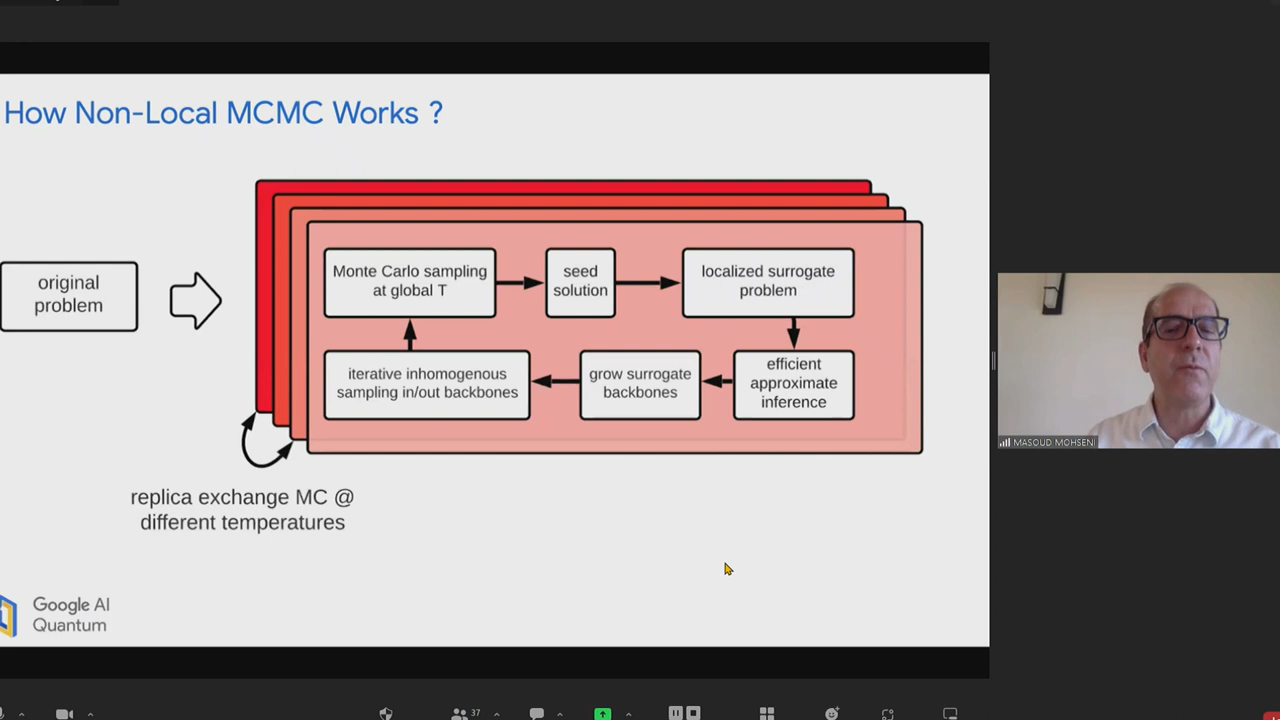 How Non-Local MCMC Works ?
original
problem
Monte Carlo sampling
at global T
seed
solution
localized surrogate
problem
iterative inhomogenous
sampling in/out backbones
grow surrogate
backbones
efficient
approximate
inference
replica exchange MC @
different temperatures
Google AI
Quantum
MASOUD MOHSENI
37